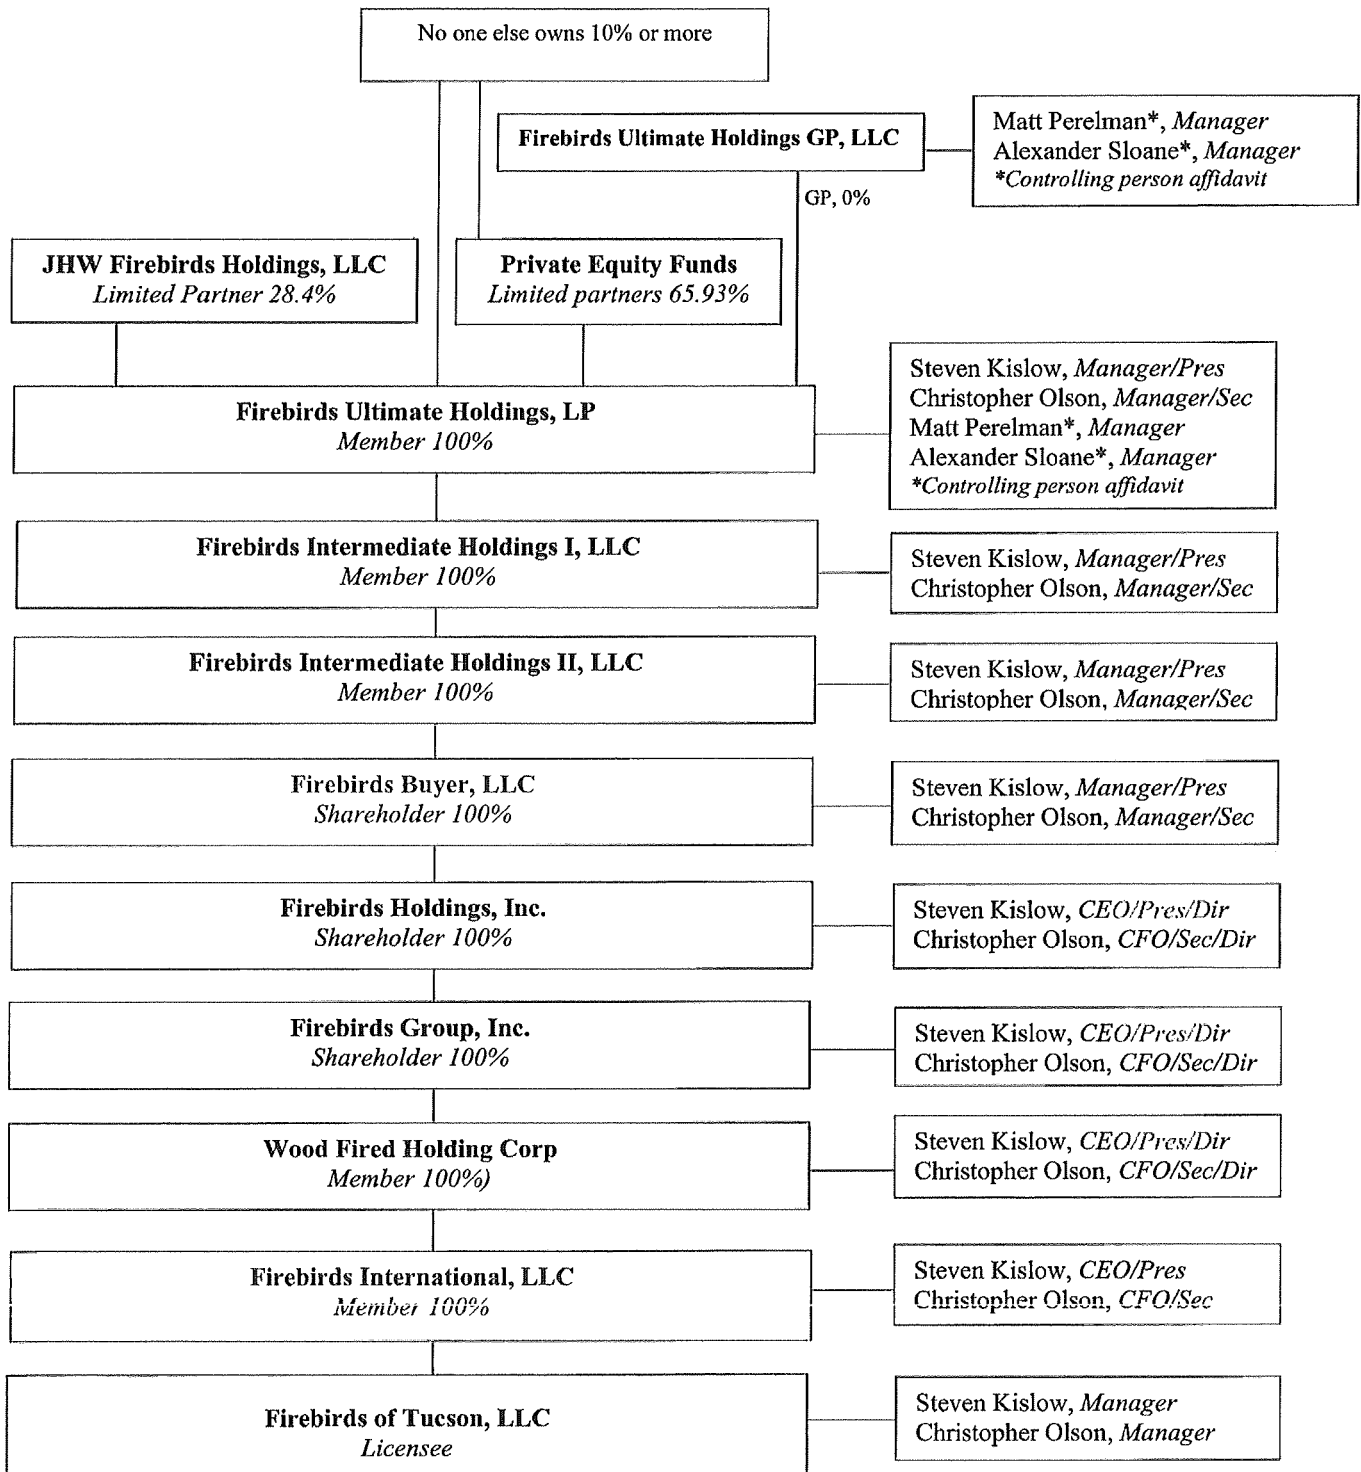 No one else owns 10% or more
Firebirds Ultimate Holdings GP, LLC
Matt Perelman*, Manager
Alexander Sloane*, Manager
*Controlling person affidavit
GP, 0%
JHW Firebirds Holdings, LLC
Limited Partner 28.4%
Private Equity Funds
Limited partners 65.93%
Firebirds Ultimate Holdings, LP
Member 100%
Steven Kislow, Manager/Pres
Christopher Olson, Manager/Sec
Matt Perelman*, Manager
Alexander Sloane*, Manager
*Controlling person affidavit
Firebirds Intermediate Holdings I, LLC
Member 100%
Steven Kislow, Manager/Pres
Christopher Olson, Manager/Sec
Firebirds Intermediate Holdings II, LLC
Member 100%
Steven Kislow, Manager/Pres
Christopher Olson, Manager/Sec
Firebirds Buyer, LLC
Shareholder 100%
Steven Kislow, Manager/Pres
Christopher Olson, Manager/Sec
Firebirds Holdings, Inc.
Shareholder 100%
Steven Kislow, CEO/Pres/Dir
Christopher Olson, CFO/Sec/Dir
Firebirds Group, Inc.
Shareholder 100%
Steven Kislow, CEO/Pres/Dir
Christopher Olson, CFO/Sec/Dir
Wood Fired Holding Corp
Member 100%)
Steven Kislow, CEO/Pres/Dir
Christopher Olson, CFO/Sec/Dir
Firebirds International, LLC
Member 100%
Steven Kislow, CEO/Pres
Christopher Olson, CFO/Sec
Firebirds of Tucson, LLC
Licensee
Steven Kislow, Manager
Christopher Olson, Manager